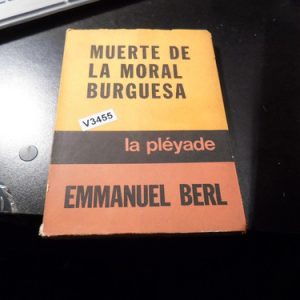 MUERTE DE
LA MORAL
BURGUESA
V3455
la pléyade
EMMANUEL BERL